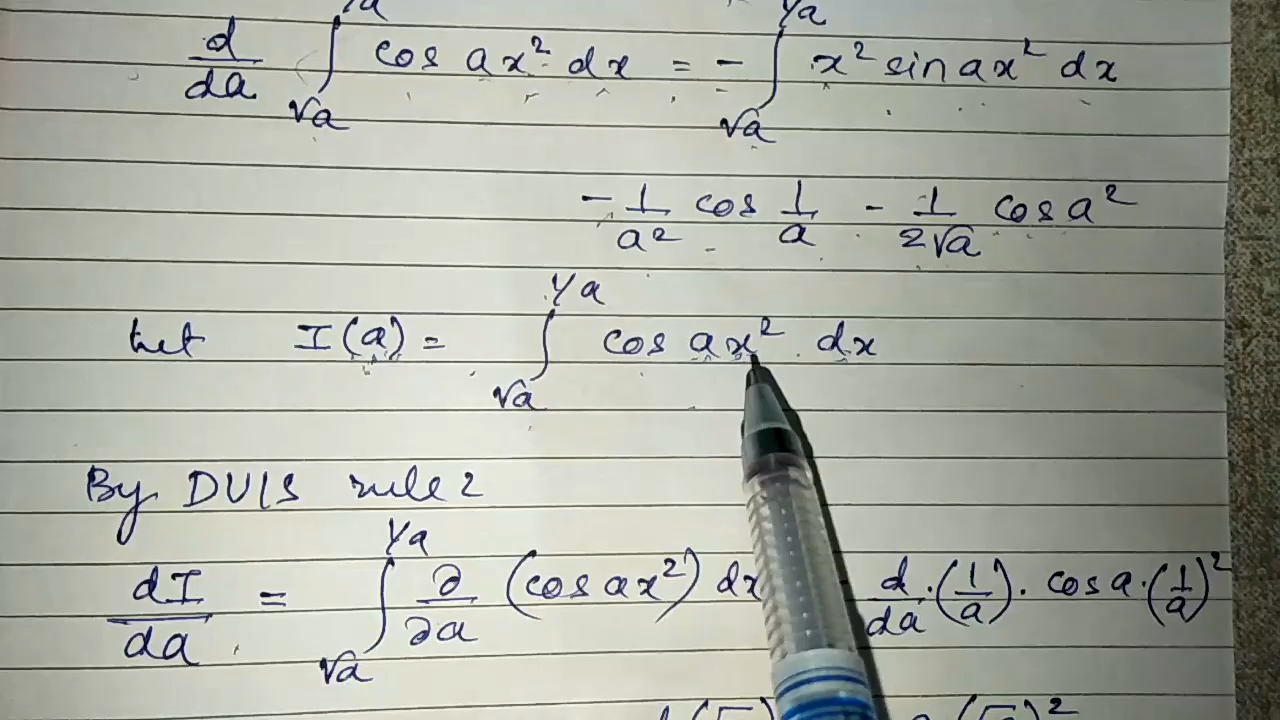 d/da ∫_{√a}^{1/a} cos ax² dx = - ∫_{√a}^{1/a} x² sin ax² dx
- 1/a² cos 1/a - 1/2√a cos a²
Let I(a) = ∫_{√a}^{1/a} cos ax² dx
By DUIS rule 2
dI/da = ∫_{√a}^{1/a} ∂/∂a (cos ax²) dx d/da · (1/a) · cos a · (1/a)²